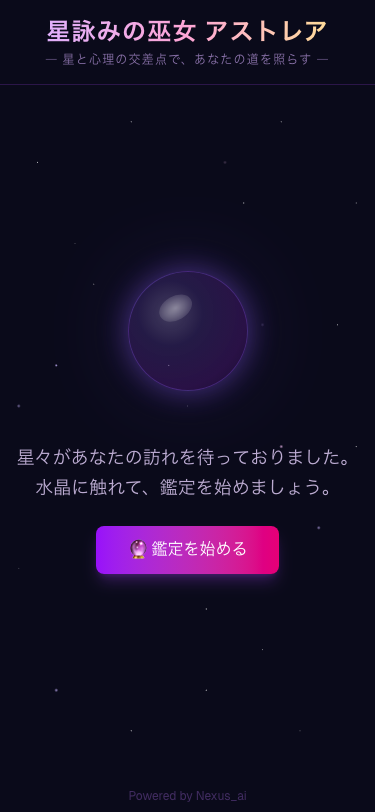 星詠みの巫女 アストレア
― 星と心理の交差点で、あなたの道を照らす ―
星々があなたの訪れを待っておりました。
水晶に触れて、鑑定を始めましょう。
🔮 鑑定を始める
Powered by Nexus_ai